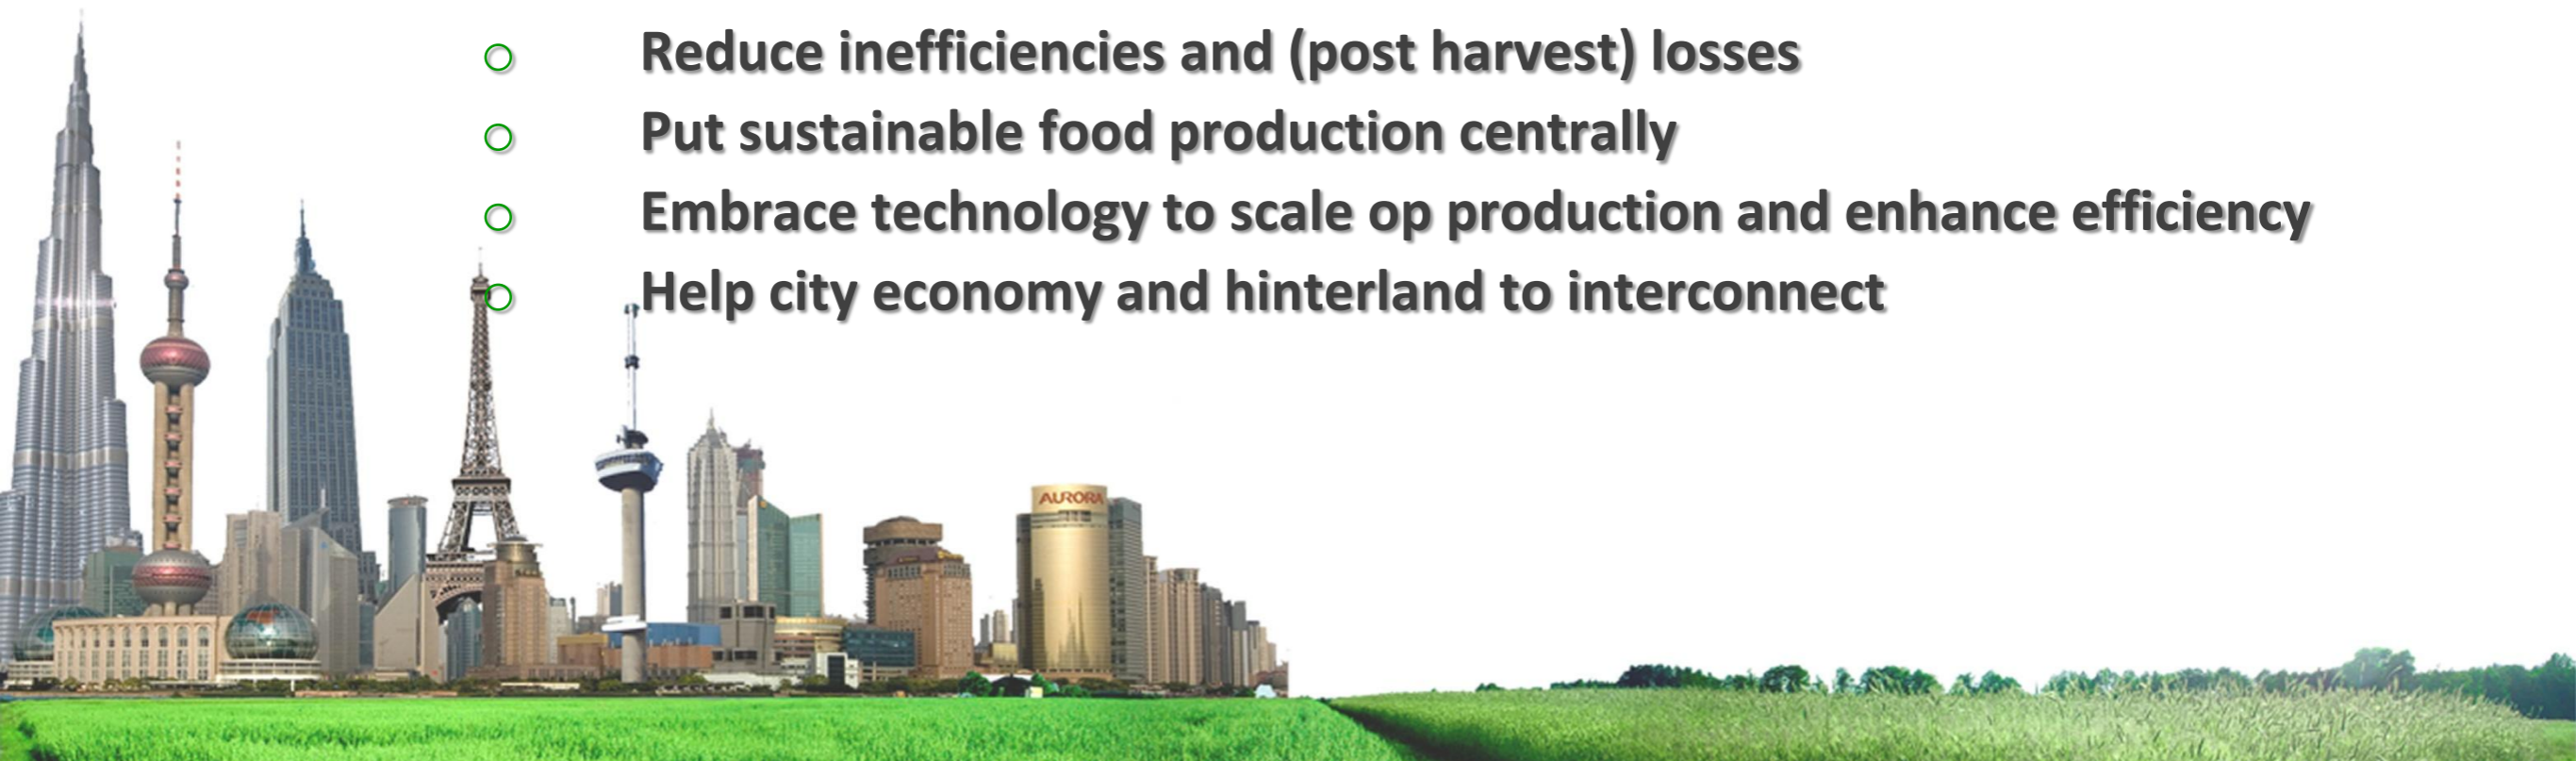 Reduce inefficiencies and (post harvest) losses
Put sustainable food production centrally
Embrace technology to scale op production and enhance efficiency
Help city economy and hinterland to interconnect
AURORA